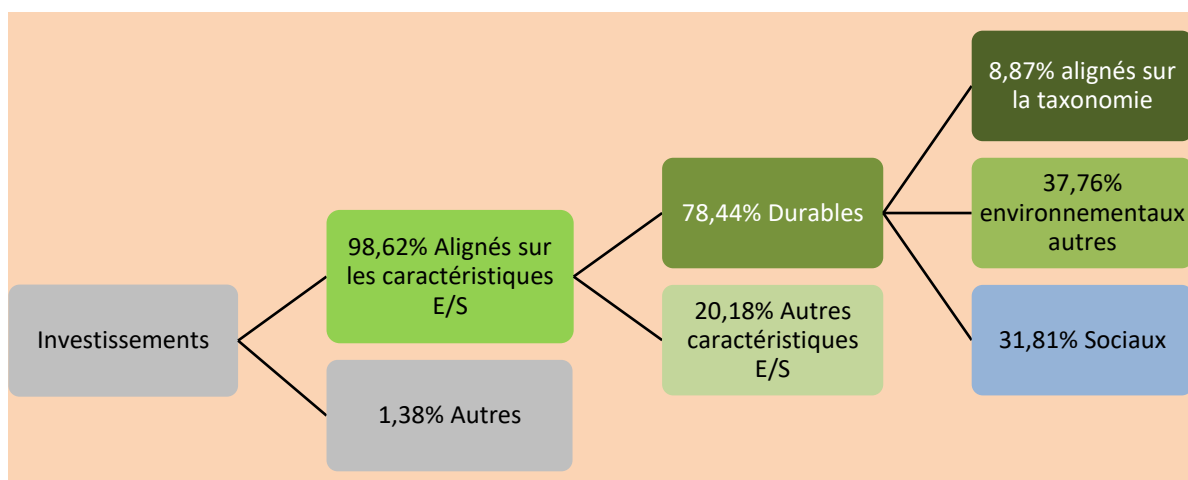 Investissements
98,62% Alignés sur
les caractéristiques
E/S
1,38% Autres
78,44% Durables
20,18% Autres
caractéristiques
E/S
8,87% alignés sur
la taxonomie
37,76%
environnementaux
autres
31,81% Sociaux